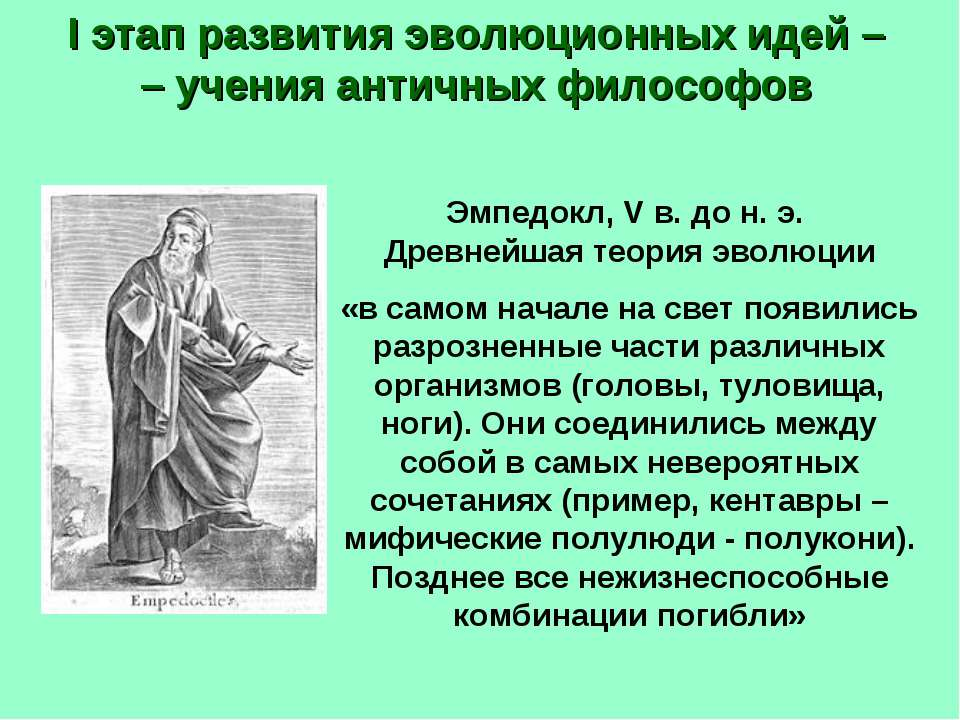 I этап развития эволюционных идей –
– учения античных философов
Эмпедокл, V в. до н. э.
Древнейшая теория эволюции
«в самом начале на свет появились
разрозненные части различных
организмов (головы, туловища,
ноги). Они соединились между
собой в самых невероятных
сочетаниях (пример, кентавры –
мифические полулюди - полукони).
Позднее все нежизнеспособные
комбинации погибли»
Empedocles,